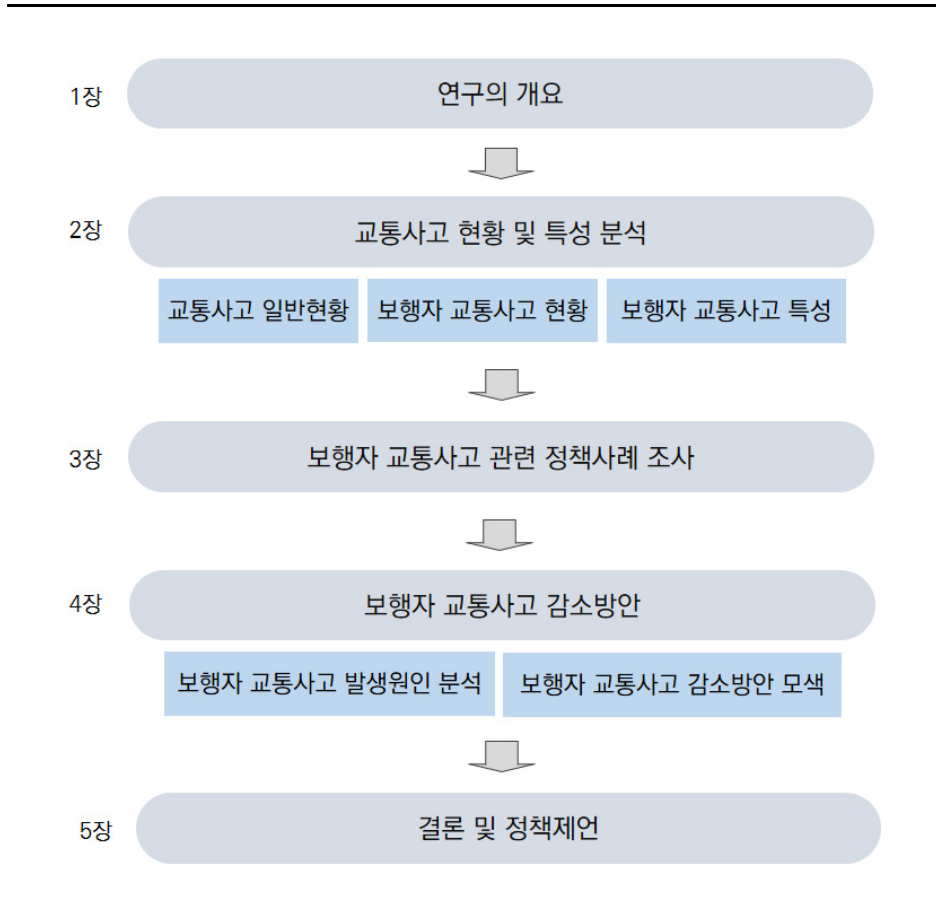 1장 연구의 개요
2장 교통사고 현황 및 특성 분석
교통사고 일반현황 보행자 교통사고 현황 보행자 교통사고 특성
3장 보행자 교통사고 관련 정책사례 조사
4장 보행자 교통사고 감소방안
보행자 교통사고 발생원인 분석 보행자 교통사고 감소방안 모색
5장 결론 및 정책제언